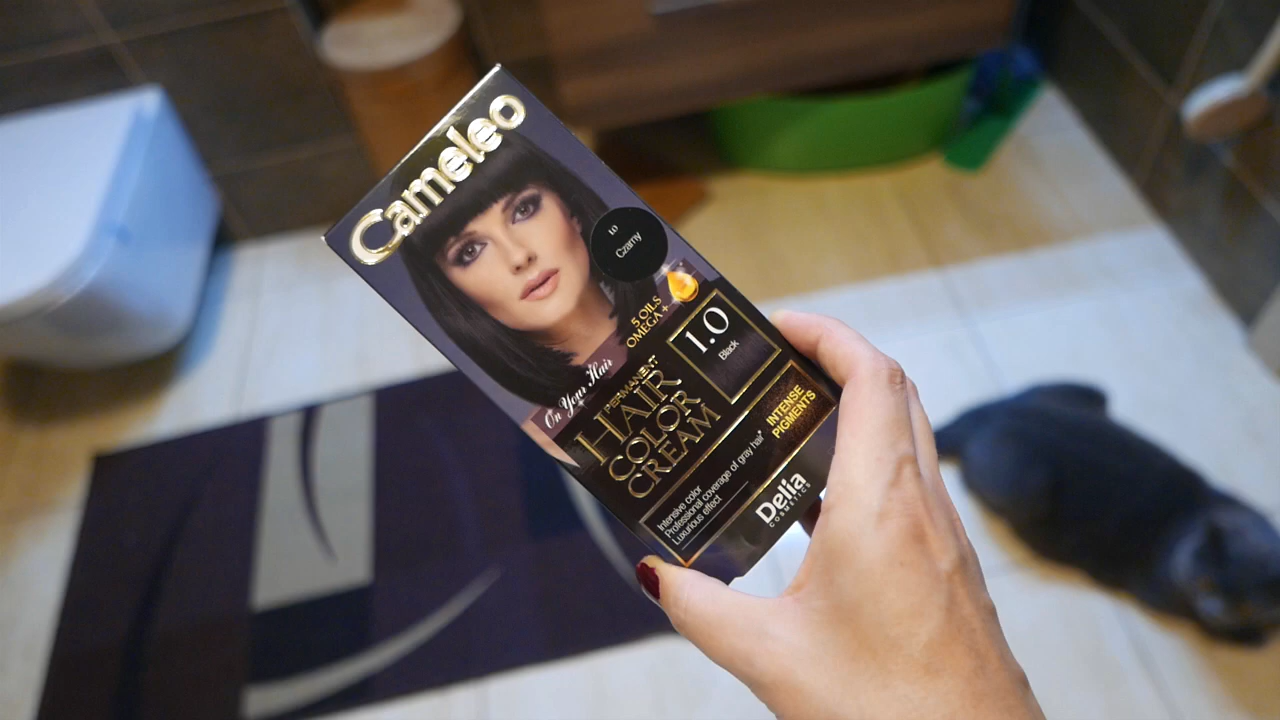 Cameleo
1.0
Czarny
5 OILS
OMEGA+
1.0
Black
On Your Hair
PERMANENT
HAIR
COLOR
CREAM
INTENSE
PIGMENTS
Intensive color
Professional coverage of gray hair*
Luxurious effect
Delia
COSMETICS